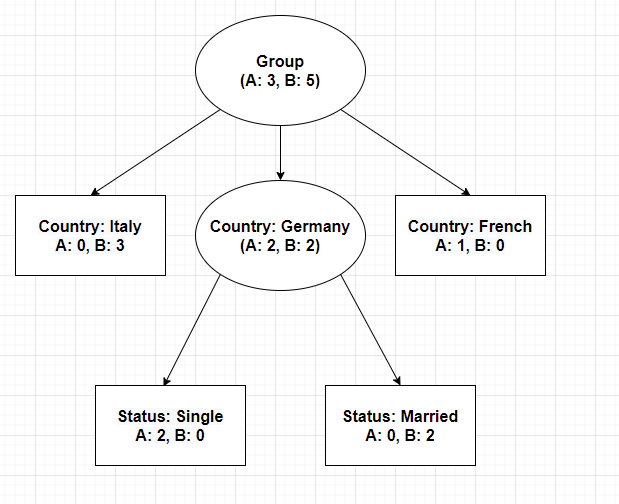 Group
(A: 3, B: 5)
Country: Italy
A: 0, B: 3
Country: Germany
(A: 2, B: 2)
Country: French
A: 1, B: 0
Status: Single
A: 2, B: 0
Status: Married
A: 0, B: 2